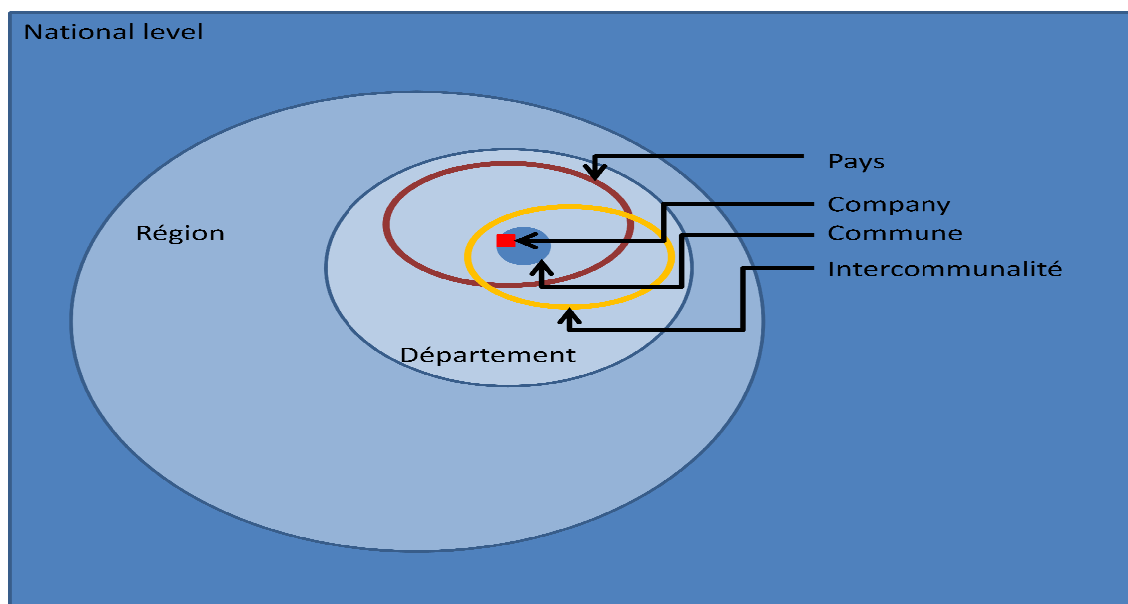 National level
Pays
Company
Région
Commune
Intercommunalité
Département